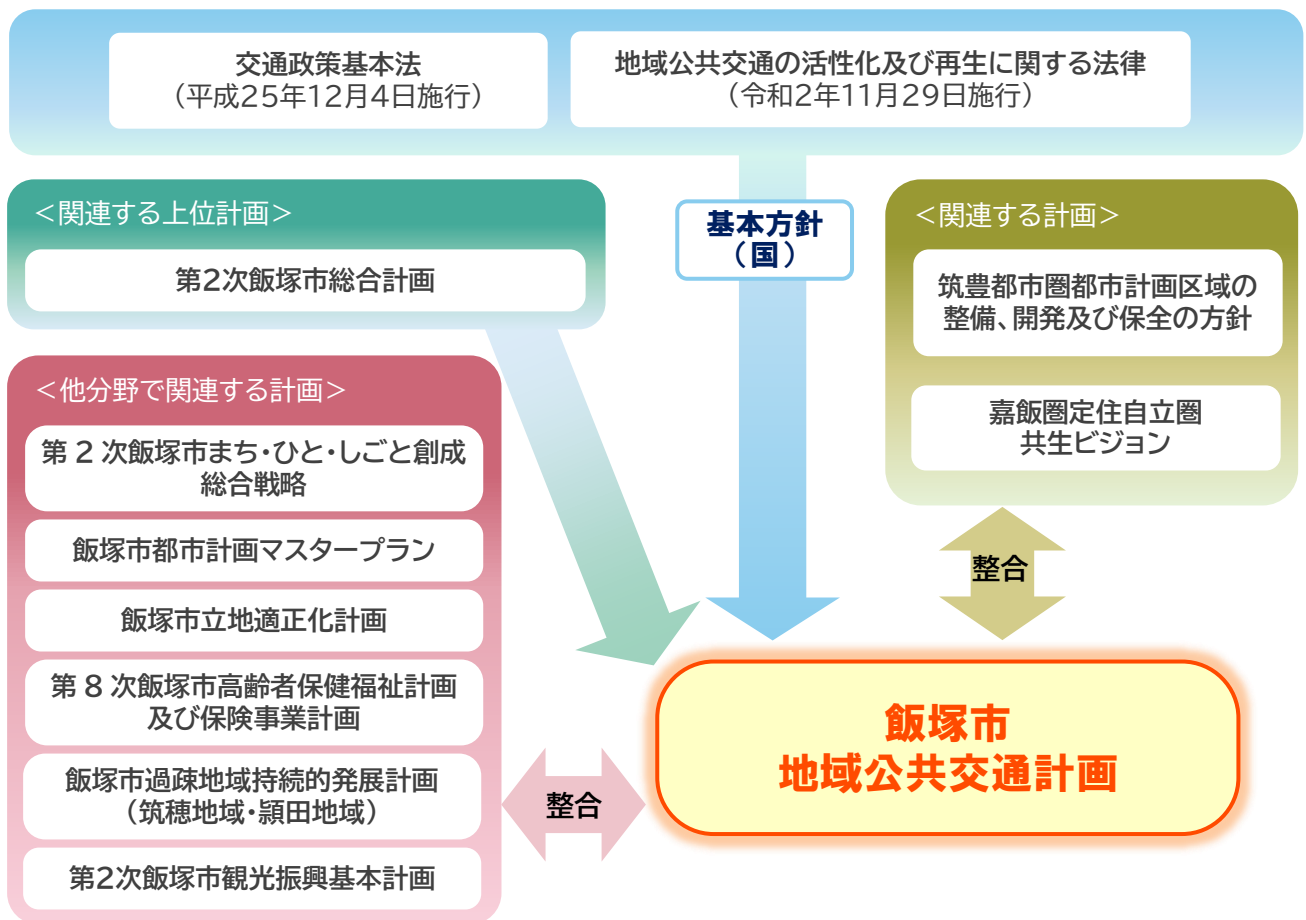 交通政策基本法
（平成25年12月4日施行）
地域公共交通の活性化及び再生に関する法律
（令和2年11月29日施行）
＜関連する上位計画＞
第2次飯塚市総合計画
基本方針
（国）
＜関連する計画＞
筑豊都市圏都市計画区域の
整備、開発及び保全の方針
嘉飯圏定住自立圏
共生ビジョン
整合
＜他分野で関連する計画＞
第２次飯塚市まち・ひと・しごと創成
総合戦略
飯塚市都市計画マスタープラン
飯塚市立地適正化計画
第８次飯塚市高齢者保健福祉計画
及び保険事業計画
飯塚市過疎地域持続的発展計画
（筑穂地域・頴田地域）
第2次飯塚市観光振興基本計画
整合
飯塚市
地域公共交通計画